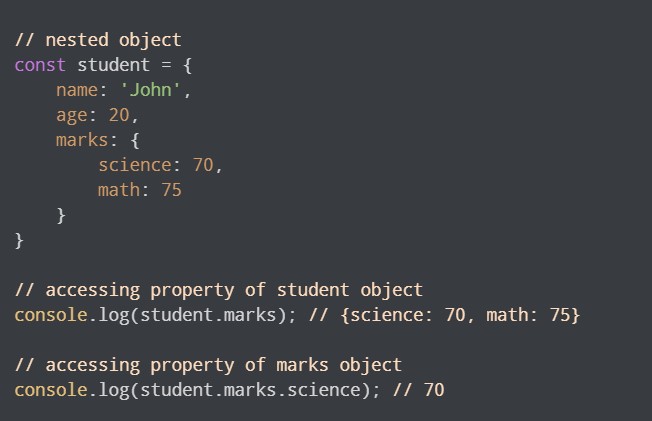 // nested object
const student = {
    name: 'John',
    age: 20,
    marks: {
        science: 70,
        math: 75
    }
}
// accessing property of student object
console.log(student.marks); // {science: 70, math: 75}
// accessing property of marks object
console.log(student.marks.science); // 70